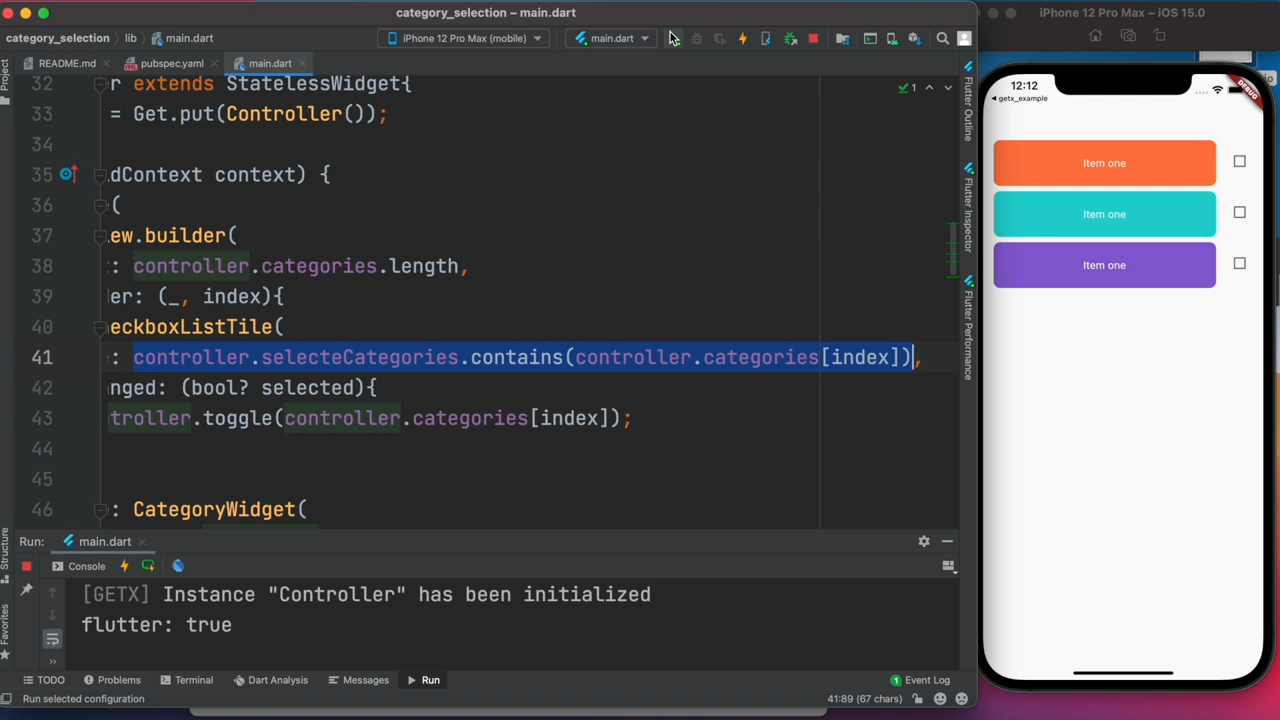 category_selection – main.dart
iPhone 12 Pro Max – iOS 15.0
category_selection
lib
main.dart
iPhone 12 Pro Max (mobile)
main.dart
README.md
pubspec.yaml
main.dart
Project
32 r extends StatelessWidget{
33 = Get.put(Controller());
34
35 dContext context) {
36 (
37 ew.builder(
38 : controller.categories.length,
39 er: (_, index){
40 eckboxListTile(
41 : controller.selecteCategories.contains(controller.categories[index]),
42 nged: (bool? selected){
43 troller.toggle(controller.categories[index]);
44
45
46 : CategoryWidget(
1
Flutter Outline
Flutter Inspector
Flutter Performance
Structure
Favorites
Run:
main.dart
Console
[GETX] Instance "Controller" has been initialized
flutter: true
TODO
Problems
Terminal
Dart Analysis
Messages
Run
1 Event Log
Run selected configuration
41:89 (67 chars)
12:12
getx_example
DEBUG
Item one
Item one
Item one